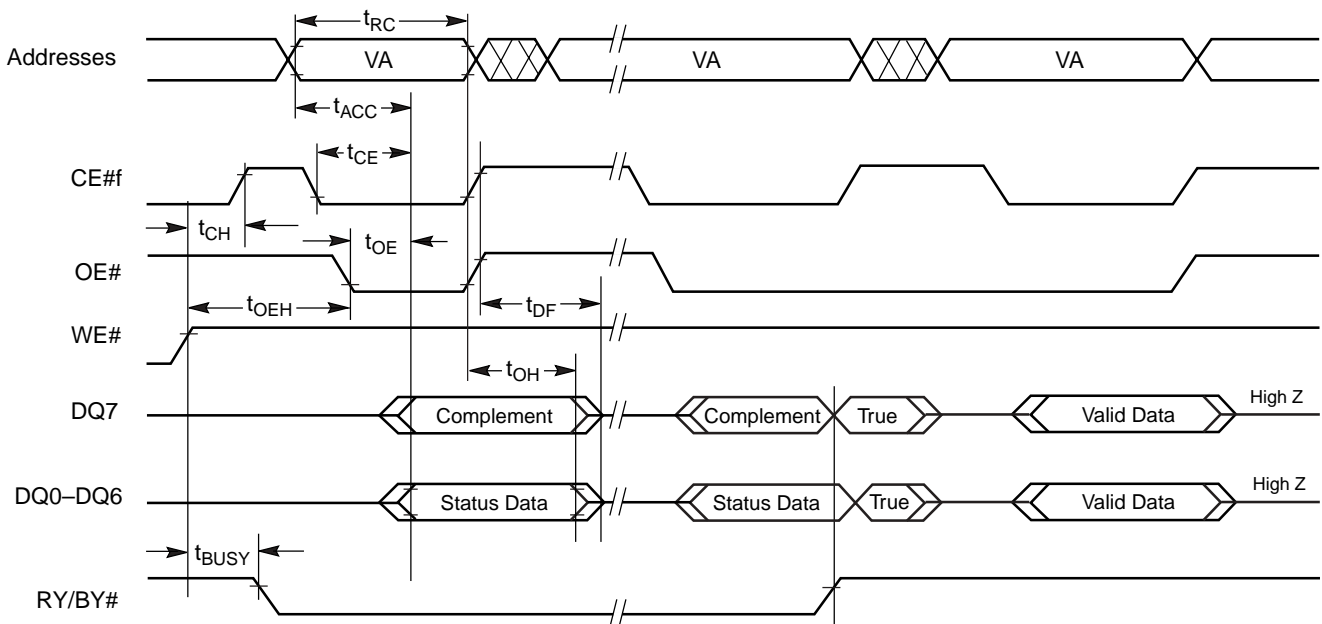 tRC
Addresses VA VA VA
tACC
tCE
CE#f
tCH
tOE
OE#
tOEH
tDF
WE#
tOH
DQ7 Complement Complement True Valid Data High Z
DQ0–DQ6 Status Data Status Data True Valid Data High Z
tBUSY
RY/BY#